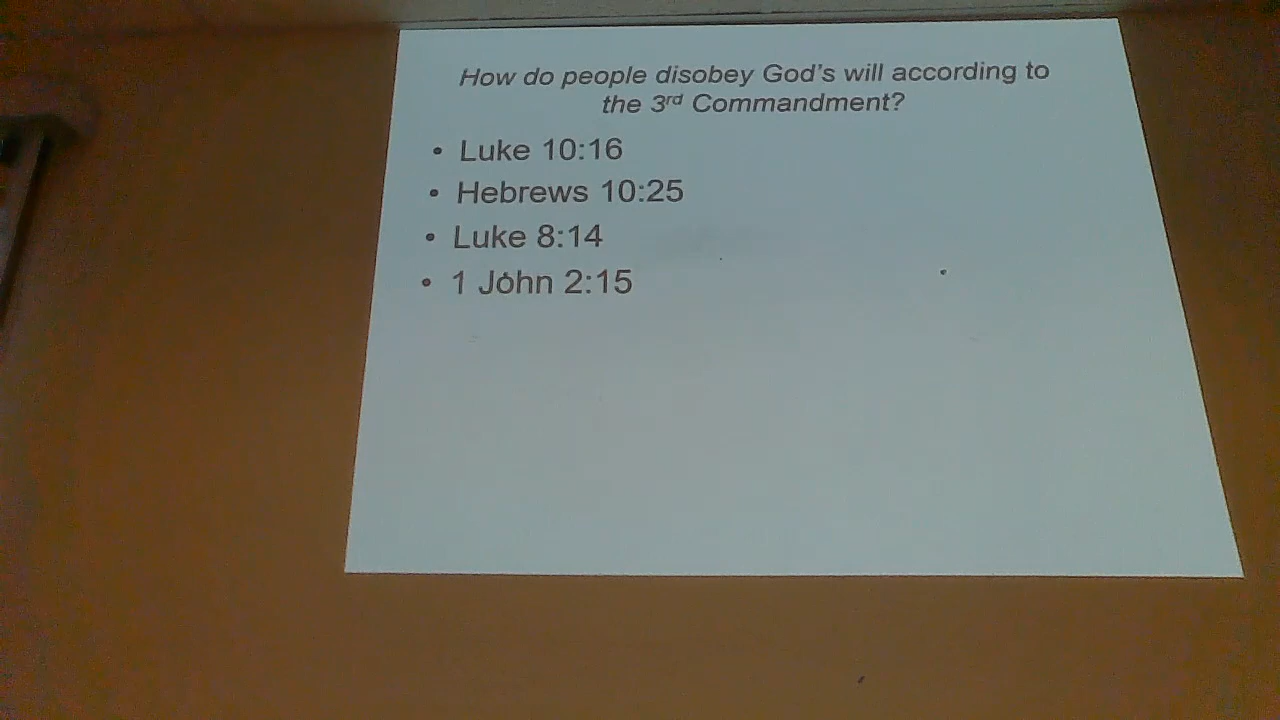 How do people disobey God's will according to
the 3rd Commandment?
• Luke 10:16
• Hebrews 10:25
• Luke 8:14
• 1 John 2:15